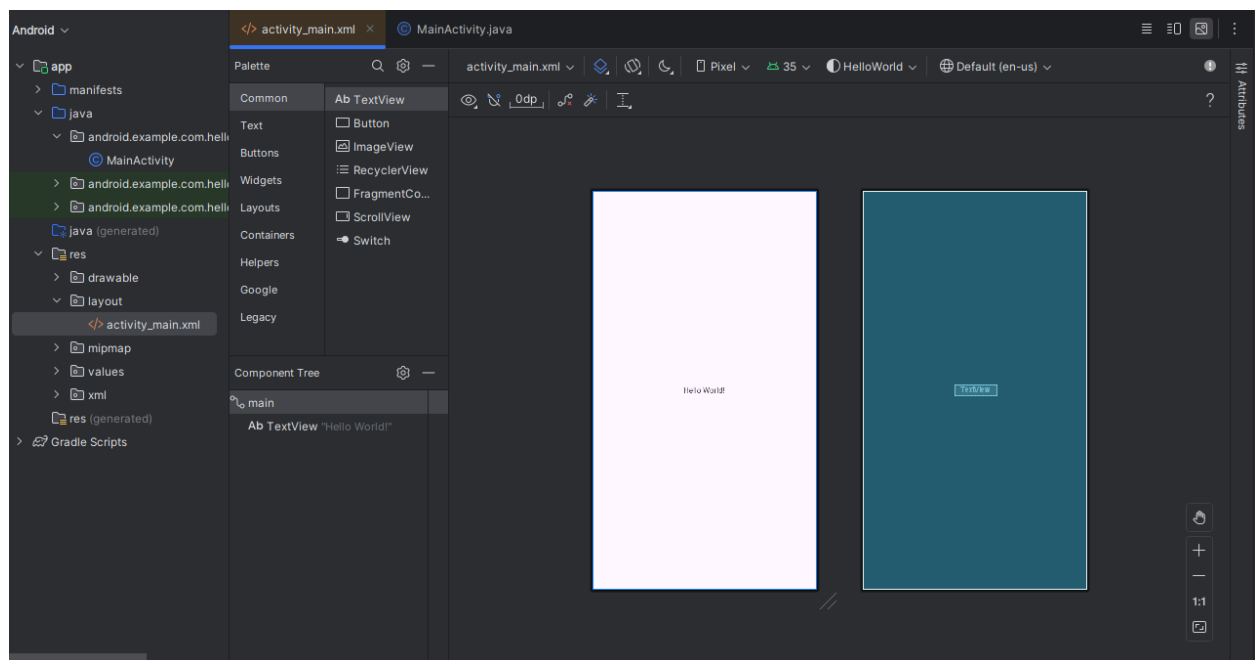 Android
activity_main.xml
MainActivity.java
app
manifests
java
android.example.com.hell
MainActivity
android.example.com.hell
android.example.com.hell
java (generated)
res
drawable
layout
activity_main.xml
mipmap
values
xml
res (generated)
Gradle Scripts
Palette
Common
Text
Buttons
Widgets
Layouts
Containers
Helpers
Google
Legacy
Ab TextView
Button
ImageView
RecyclerView
FragmentCo...
ScrollView
Switch
Component Tree
main
Ab TextView "Hello World!"
activity_main.xml Pixel 35 HelloWorld Default (en-us)
0dp
?
Hello World!
TextView
1:1
Attributes